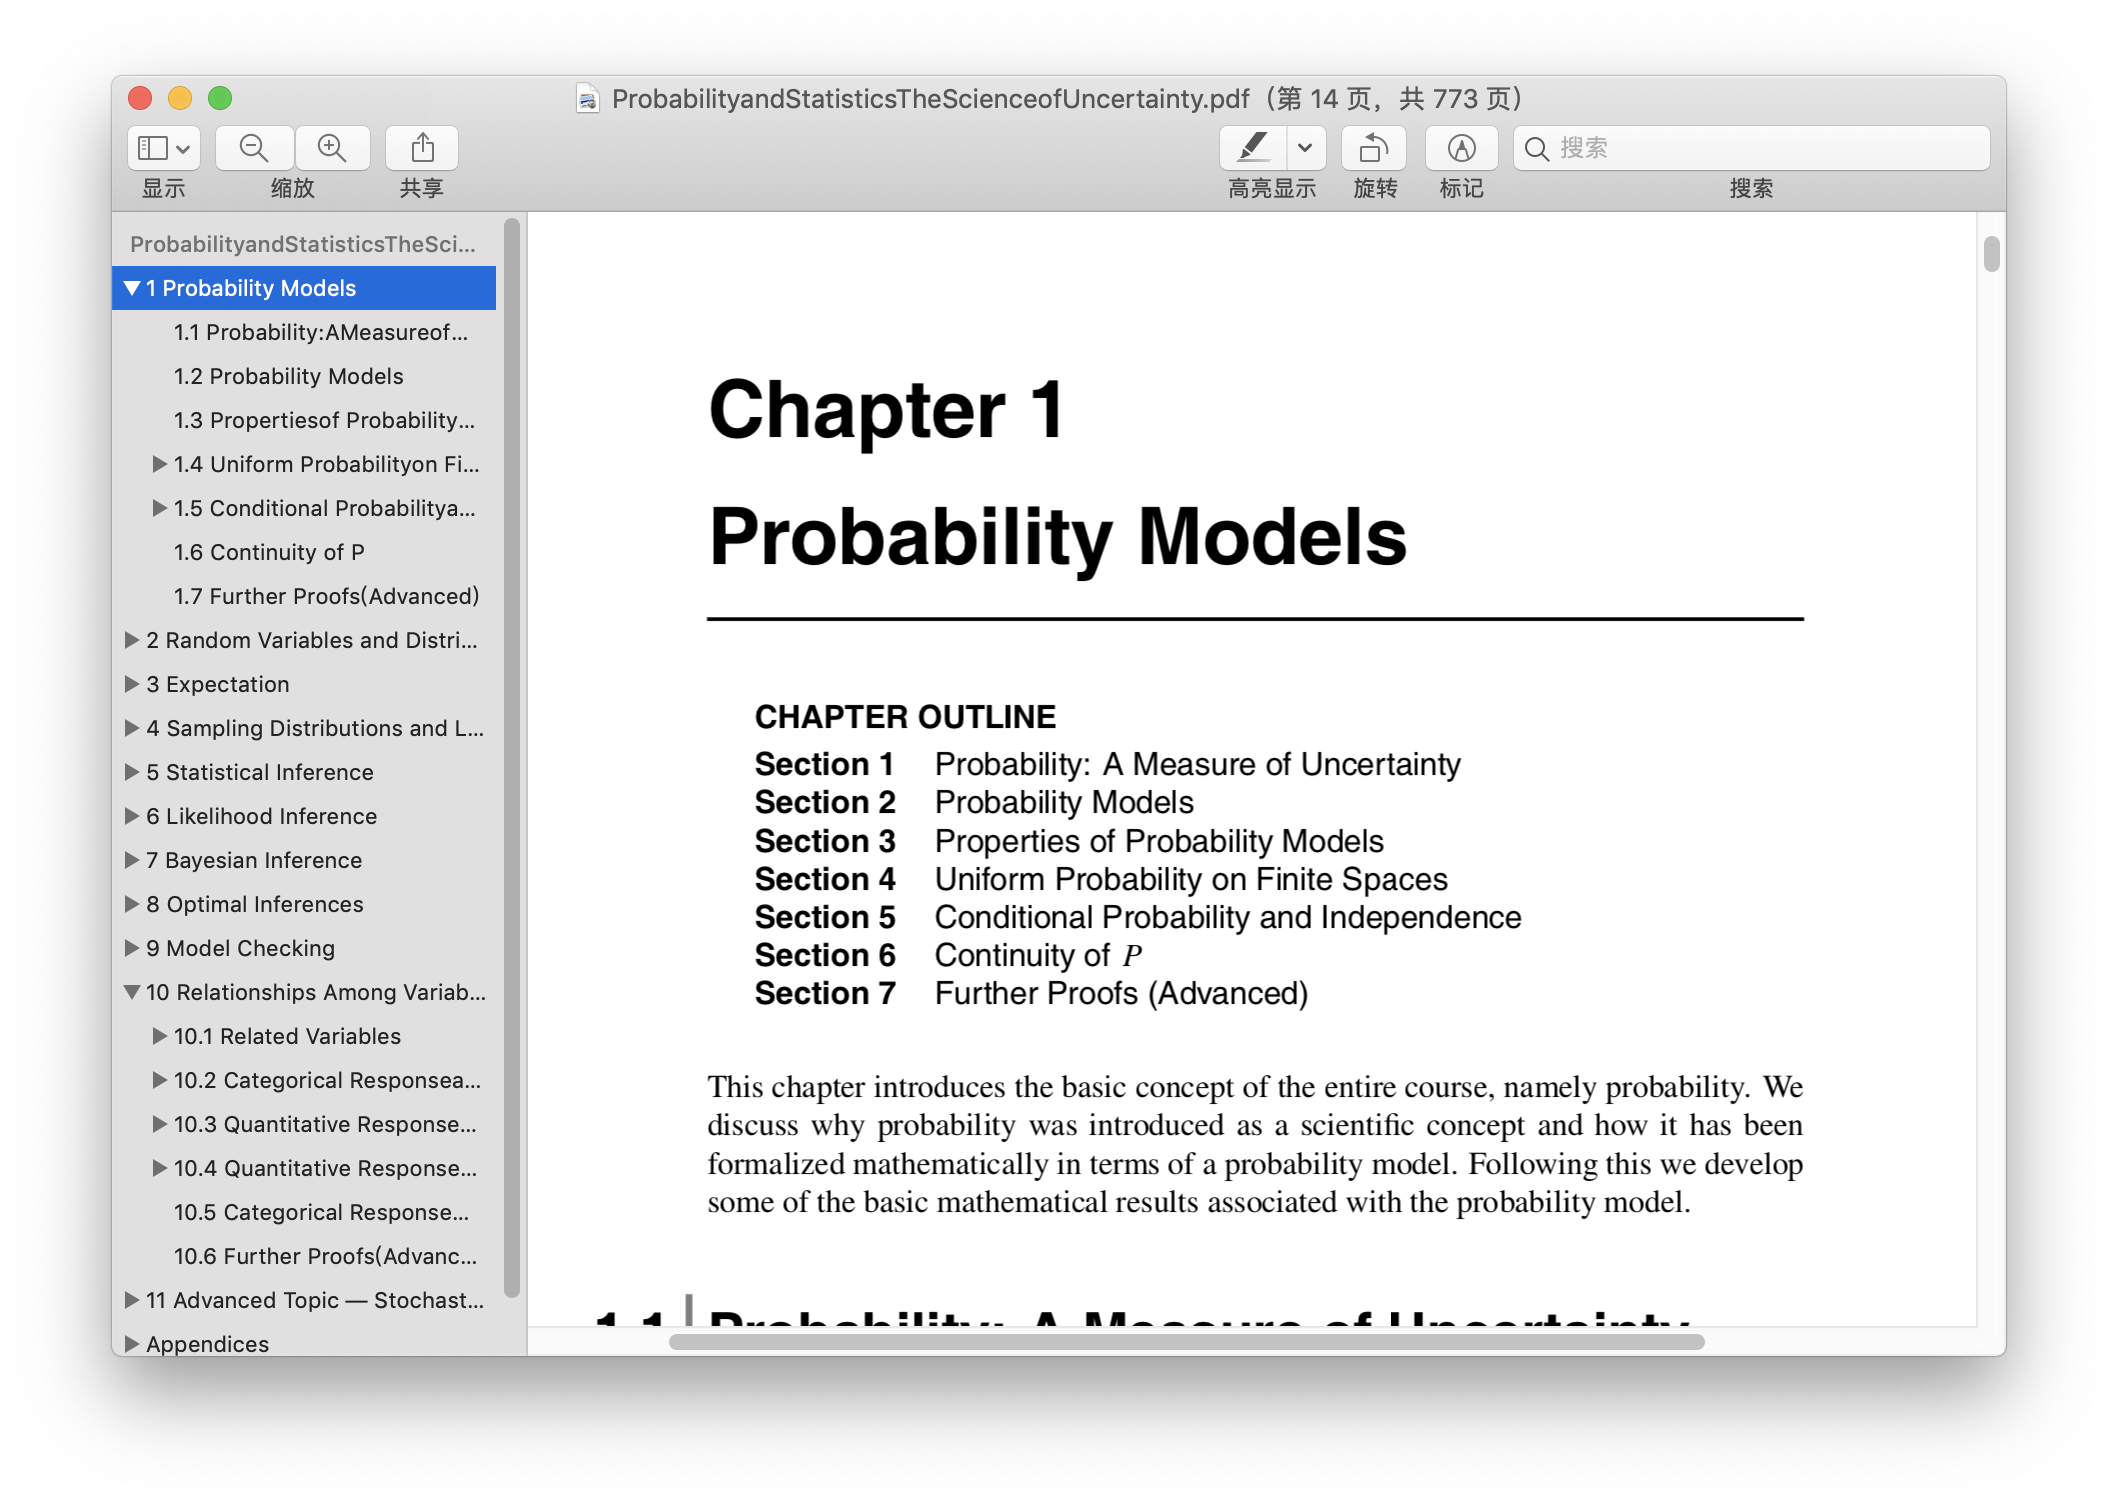 ProbabilityandStatisticsTheScienceofUncertainty.pdf（第 14 页，共 773 页）
显示
缩放
共享
高亮显示
旋转
标记
搜索
搜索
ProbabilityandStatisticsTheSci...
1 Probability Models
1.1 Probability:AMeasureof...
1.2 Probability Models
1.3 Propertiesof Probability...
1.4 Uniform Probabilityon Fi...
1.5 Conditional Probabilitya...
1.6 Continuity of P
1.7 Further Proofs(Advanced)
2 Random Variables and Distri...
3 Expectation
4 Sampling Distributions and L...
5 Statistical Inference
6 Likelihood Inference
7 Bayesian Inference
8 Optimal Inferences
9 Model Checking
10 Relationships Among Variab...
10.1 Related Variables
10.2 Categorical Responsea...
10.3 Quantitative Response...
10.4 Quantitative Response...
10.5 Categorical Response...
10.6 Further Proofs(Advanc...
11 Advanced Topic — Stochast...
Appendices
Chapter 1
Probability Models
CHAPTER OUTLINE
Section 1 Probability: A Measure of Uncertainty
Section 2 Probability Models
Section 3 Properties of Probability Models
Section 4 Uniform Probability on Finite Spaces
Section 5 Conditional Probability and Independence
Section 6 Continuity of P
Section 7 Further Proofs (Advanced)
This chapter introduces the basic concept of the entire course, namely probability. We
discuss why probability was introduced as a scientific concept and how it has been
formalized mathematically in terms of a probability model. Following this we develop
some of the basic mathematical results associated with the probability model.
1.1 Probability: A Measure of Uncertainty